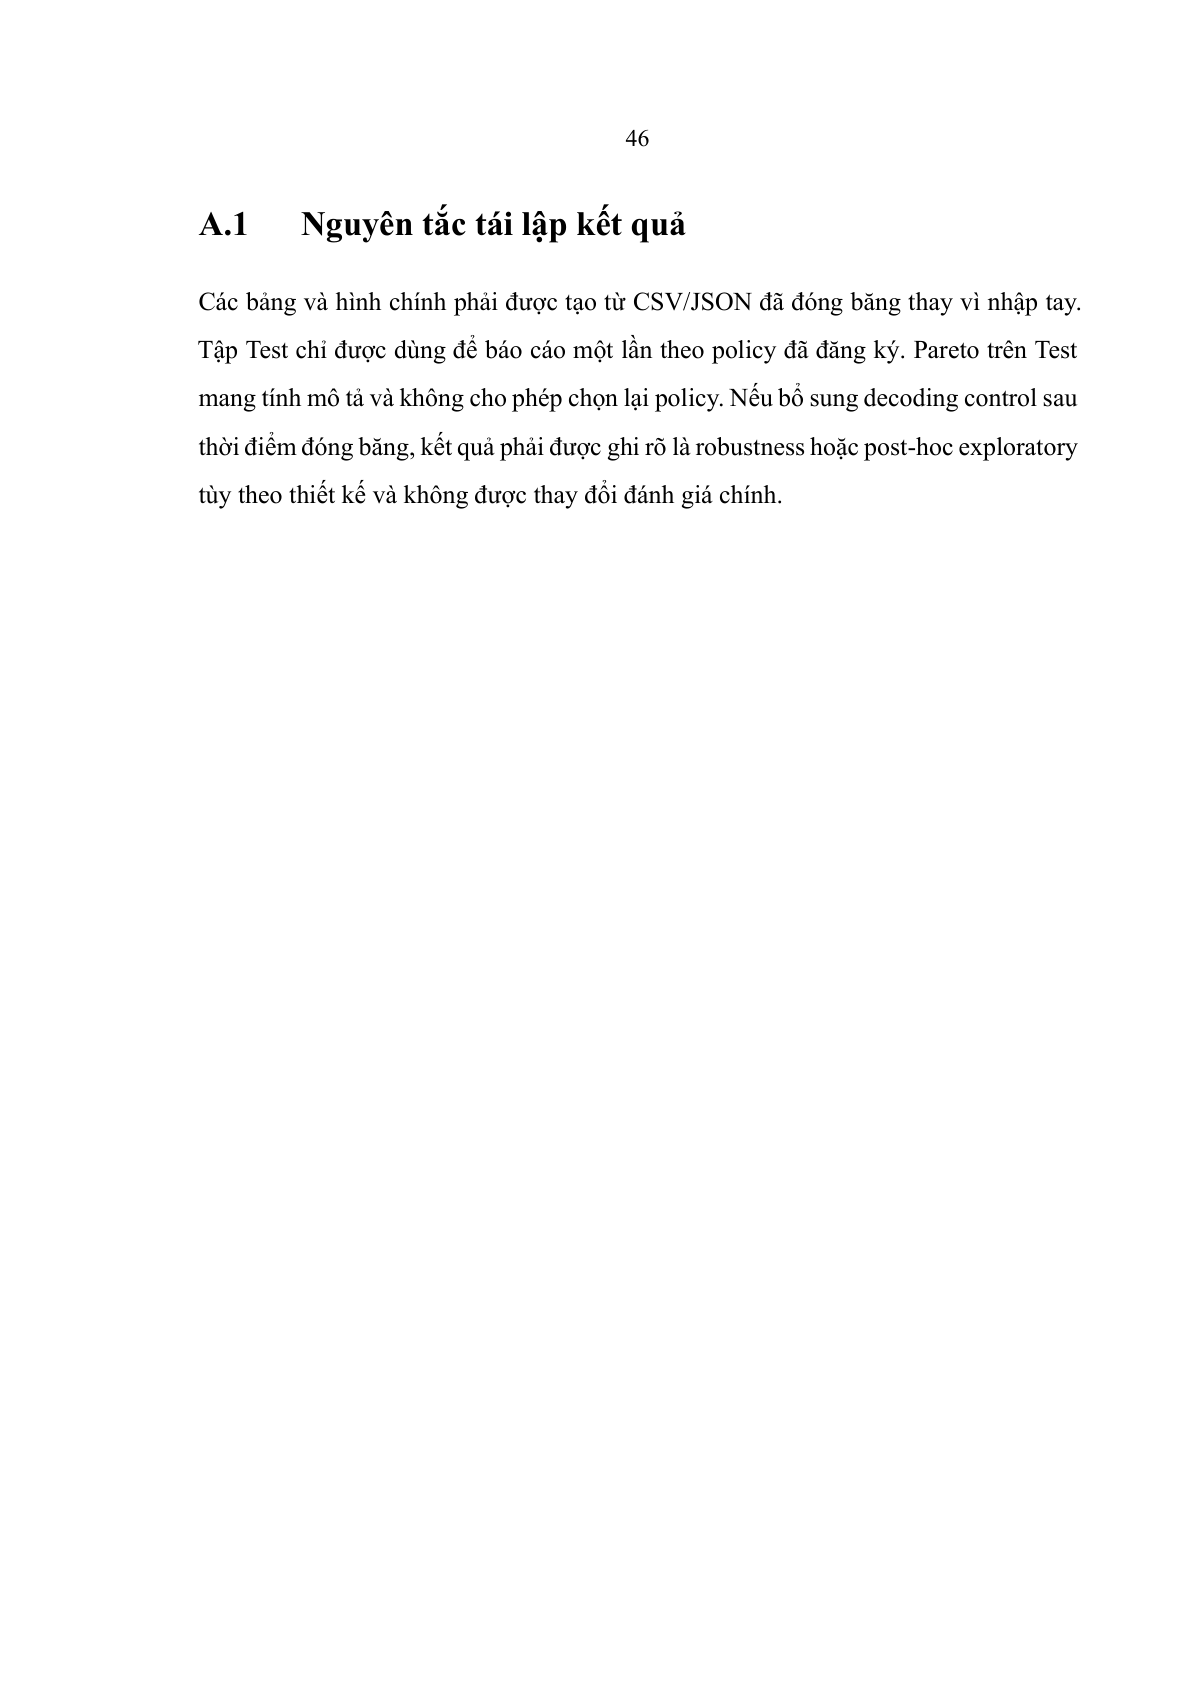 46
A.1 Nguyên tắc tái lập kết quả
Các bảng và hình chính phải được tạo từ CSV/JSON đã đóng băng thay vì nhập tay.
Tập Test chỉ được dùng để báo cáo một lần theo policy đã đăng ký. Pareto trên Test
mang tính mô tả và không cho phép chọn lại policy. Nếu bổ sung decoding control sau
thời điểm đóng băng, kết quả phải được ghi rõ là robustness hoặc post-hoc exploratory
tùy theo thiết kế và không được thay đổi đánh giá chính.